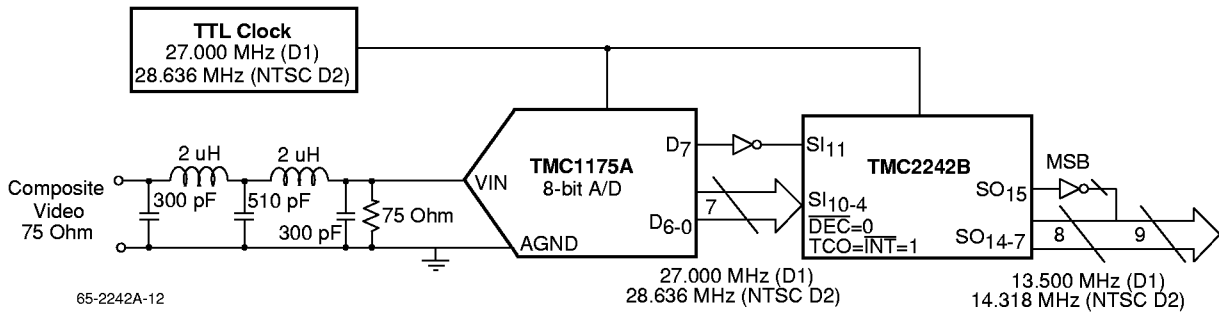 TTL Clock
27.000 MHz (D1)
28.636 MHz (NTSC D2)
2 uH
2 uH
Composite
Video
75 Ohm
300 pF
510 pF
300 pF
75 Ohm
VIN
AGND
TMC1175A
8-bit A/D
D7
D6-0
7
SI11
SI10-4
DEC=0
TCO=INT=1
TMC2242B
SO15
SO14-7
MSB
8
9
27.000 MHz (D1)
28.636 MHz (NTSC D2)
13.500 MHz (D1)
14.318 MHz (NTSC D2)
65-2242A-12